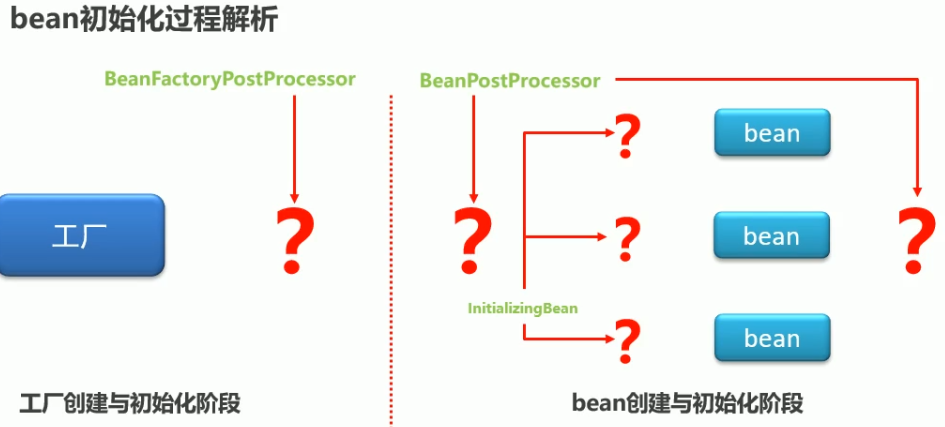 bean初始化过程解析
BeanFactoryPostProcessor
BeanPostProcessor
工厂
?
?
?
bean
?
bean
?
InitializingBean
?
bean
工厂创建与初始化阶段
bean创建与初始化阶段